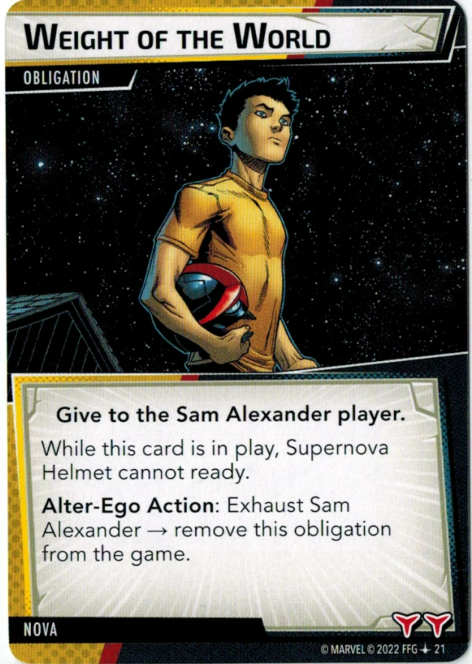 WEIGHT OF THE WORLD
OBLIGATION
Give to the Sam Alexander player.
While this card is in play, Supernova
Helmet cannot ready.
Alter-Ego Action: Exhaust Sam
Alexander → remove this obligation
from the game.
NOVA
© MARVEL © 2022 FFG 21